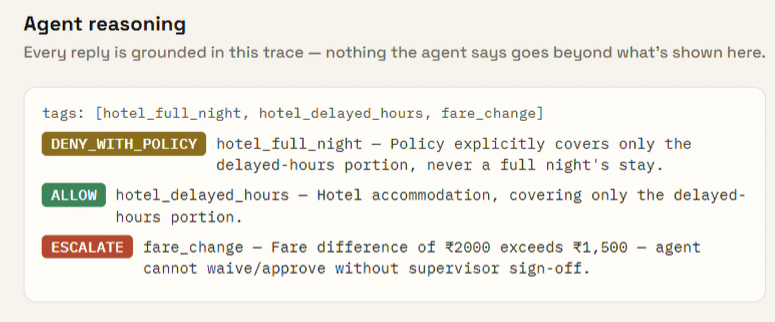 Agent reasoning
Every reply is grounded in this trace — nothing the agent says goes beyond what's shown here.
tags: [hotel_full_night, hotel_delayed_hours, fare_change]
DENY_WITH_POLICY hotel_full_night — Policy explicitly covers only the
delayed-hours portion, never a full night's stay.
ALLOW hotel_delayed_hours — Hotel accommodation, covering only the delayed-
hours portion.
ESCALATE fare_change — Fare difference of ₹2000 exceeds ₹1,500 — agent
cannot waive/approve without supervisor sign-off.